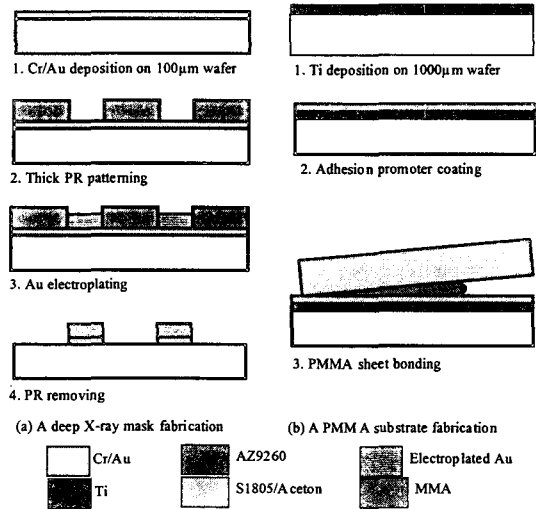 1. Cr/Au deposition on 100µm wafer
2. Thick PR patterning
3. Au electroplating
4. PR removing
(a) A deep X-ray mask fabrication
1. Ti deposition on 1000µm wafer
2. Adhesion promoter coating
3. PMMA sheet bonding
(b) A PMMA substrate fabrication
Cr/Au
AZ9260
Electroplated Au
Ti
S1805/Aceton
MMA